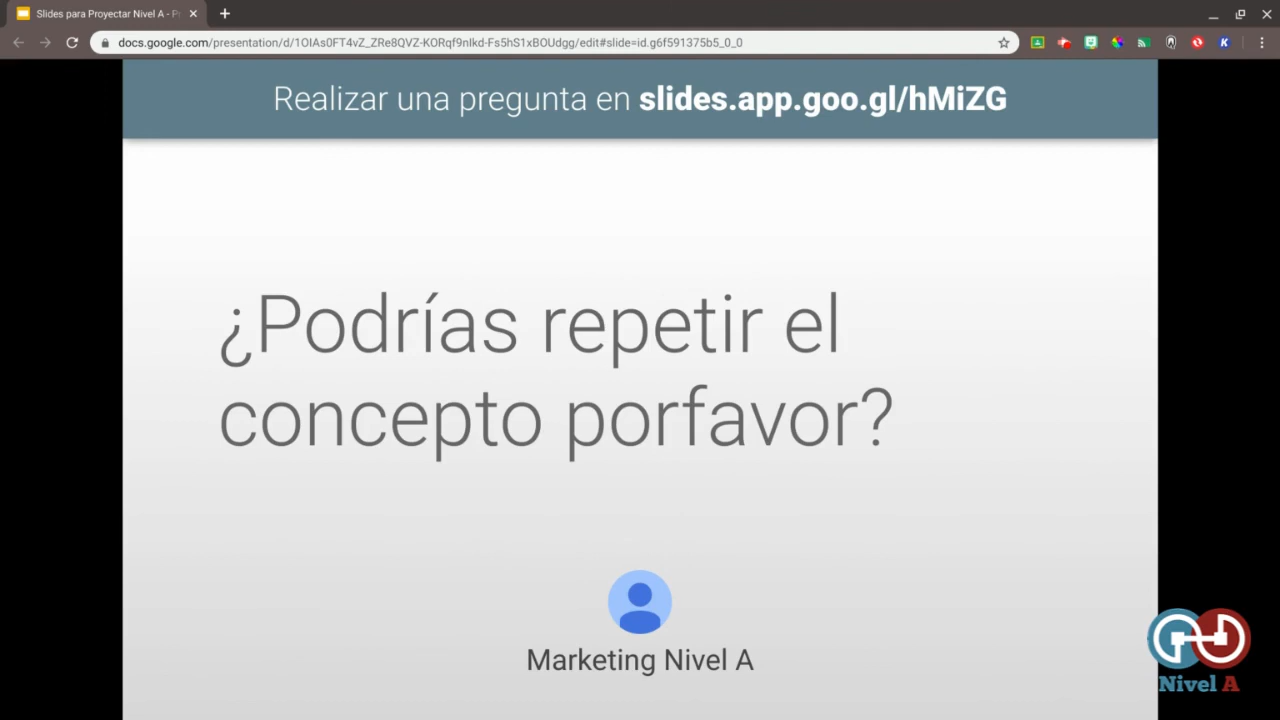 Slides para Proyectar Nivel A - Pr
docs.google.com/presentation/d/1OIAs0FT4vZ_ZRe8QVZ-KORqf9nlkd-Fs5hS1xBOUdgg/edit#slide=id.g6f591375b5_0_0
Realizar una pregunta en slides.app.goo.gl/hMiZG
¿Podrías repetir el
concepto porfavor?
Marketing Nivel A
Nivel A